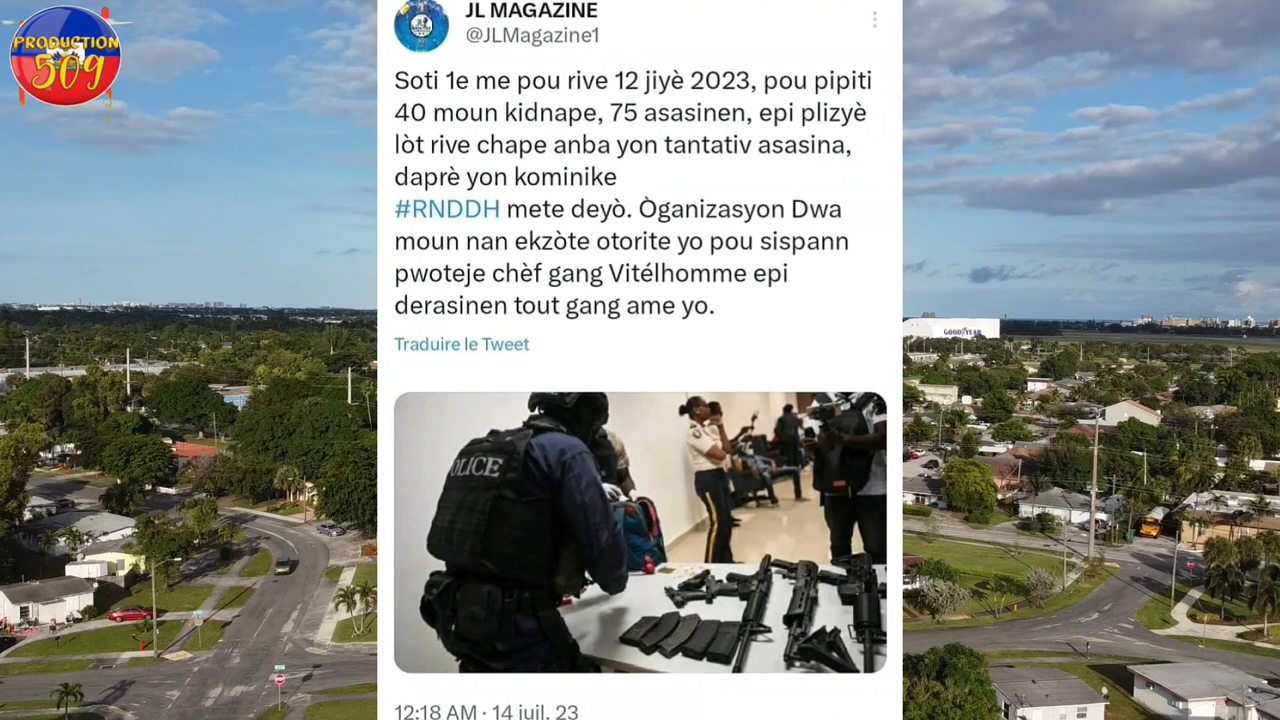 PRODUCTION
509
JL MAGAZINE
@JLMagazine1
Soti 1e me pou rive 12 jiyè 2023, pou pipiti
40 moun kidnape, 75 asasinen, epi plizyè
lòt rive chape anba yon tantativ asasina,
daprè yon kominike
#RNDDH mete deyò. Òganizasyon Dwa
moun nan ekzòte otorite yo pou sispann
pwoteje chèf gang Vitélhomme epi
derasinen tout gang ame yo.
Traduire le Tweet
POLICE
GOODYEAR
12:18 AM · 14 juil. 23